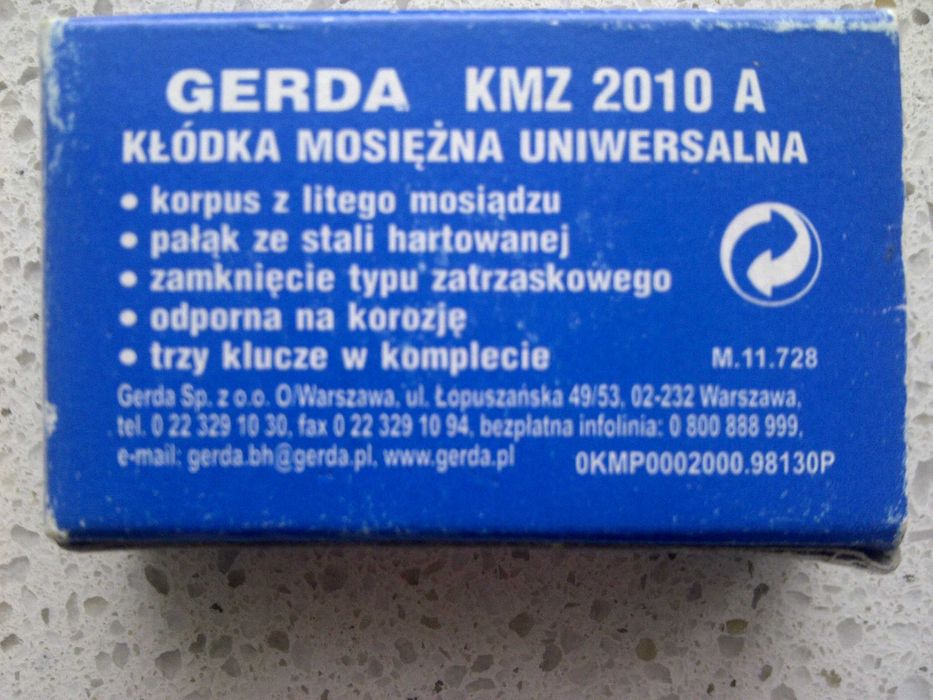 GERDA KMZ 2010 A
KŁÓDKA MOSIĘŻNA UNIWERSALNA
• korpus z litego mosiądzu
• pałąk ze stali hartowanej
• zamknięcie typu zatrzaskowego
• odporna na korozję
• trzy klucze w komplecie
M.11.728
Gerda Sp. z o.o. O/Warszawa, ul. Łopuszańska 49/53, 02-232 Warszawa,
tel. 0 22 329 10 30, fax 0 22 329 10 94, bezpłatna infolinia: 0 800 888 999,
e-mail: gerda.bh@gerda.pl, www.gerda.pl
0KMP0002000.98130P